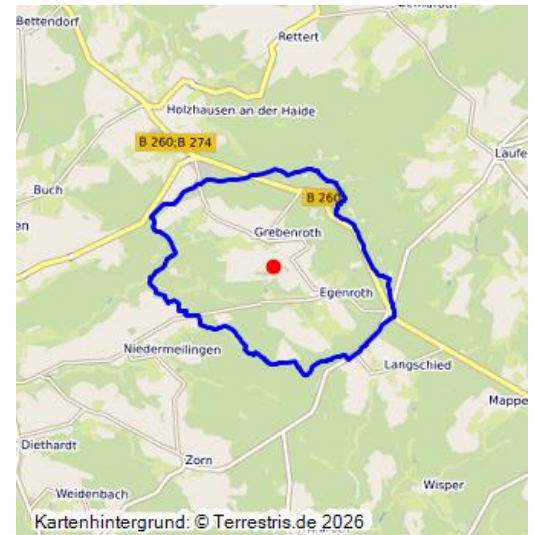 Bettendorf
Rettert
Holzhausen an der Haide
B 260;B 274
Laufe
Buch
B 260
Grebenroth
Egenroth
Niedermeilingen
Langschied
Mappe
Diethardt
Zorn
Wisper
Weidenbach
Kartenhintergrund: © Terrestris.de 2026